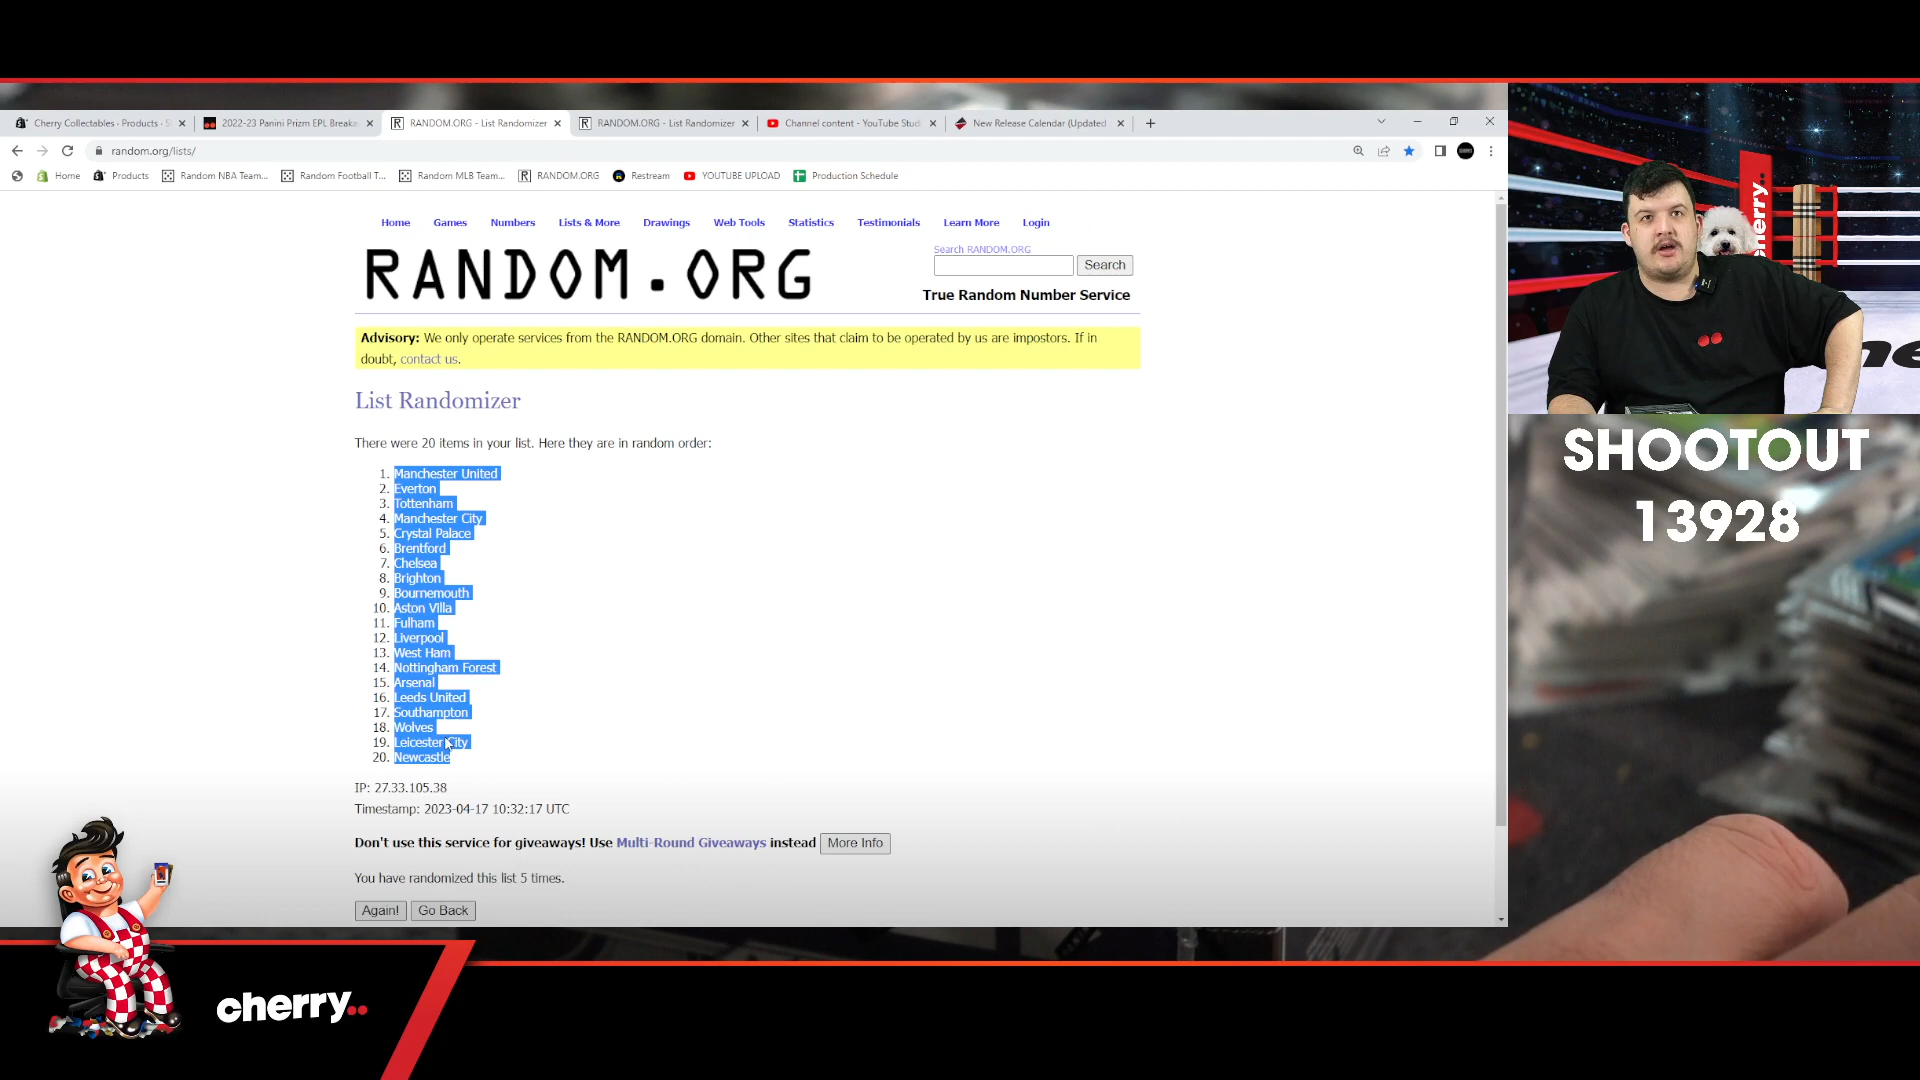 Cherry Collectables · Products · S
2022-23 Panini Prizm EPL Breaka
RANDOM.ORG - List Randomizer
RANDOM.ORG - List Randomizer
Channel content - YouTube Stud
New Release Calendar (Updated
random.org/lists/
Home
Products
Random NBA Team...
Random Football T...
Random MLB Team...
RANDOM.ORG
Restream
YOUTUBE UPLOAD
Production Schedule
Home Games Numbers Lists & More Drawings Web Tools Statistics Testimonials Learn More Login
RANDOM.ORG
Search RANDOM.ORG
Search
True Random Number Service
Advisory: We only operate services from the RANDOM.ORG domain. Other sites that claim to be operated by us are impostors. If in
doubt, contact us.
List Randomizer
There were 20 items in your list. Here they are in random order:
1. Manchester United
2. Everton
3. Tottenham
4. Manchester City
5. Crystal Palace
6. Brentford
7. Chelsea
8. Brighton
9. Bournemouth
10. Aston Villa
11. Fulham
12. Liverpool
13. West Ham
14. Nottingham Forest
15. Arsenal
16. Leeds United
17. Southampton
18. Wolves
19. Leicester City
20. Newcastle
IP: 27.33.105.38
Timestamp: 2023-04-17 10:32:17 UTC
Don't use this service for giveaways! Use Multi-Round Giveaways instead More Info
You have randomized this list 5 times.
Again! Go Back
cherry..
SHOOTOUT
13928